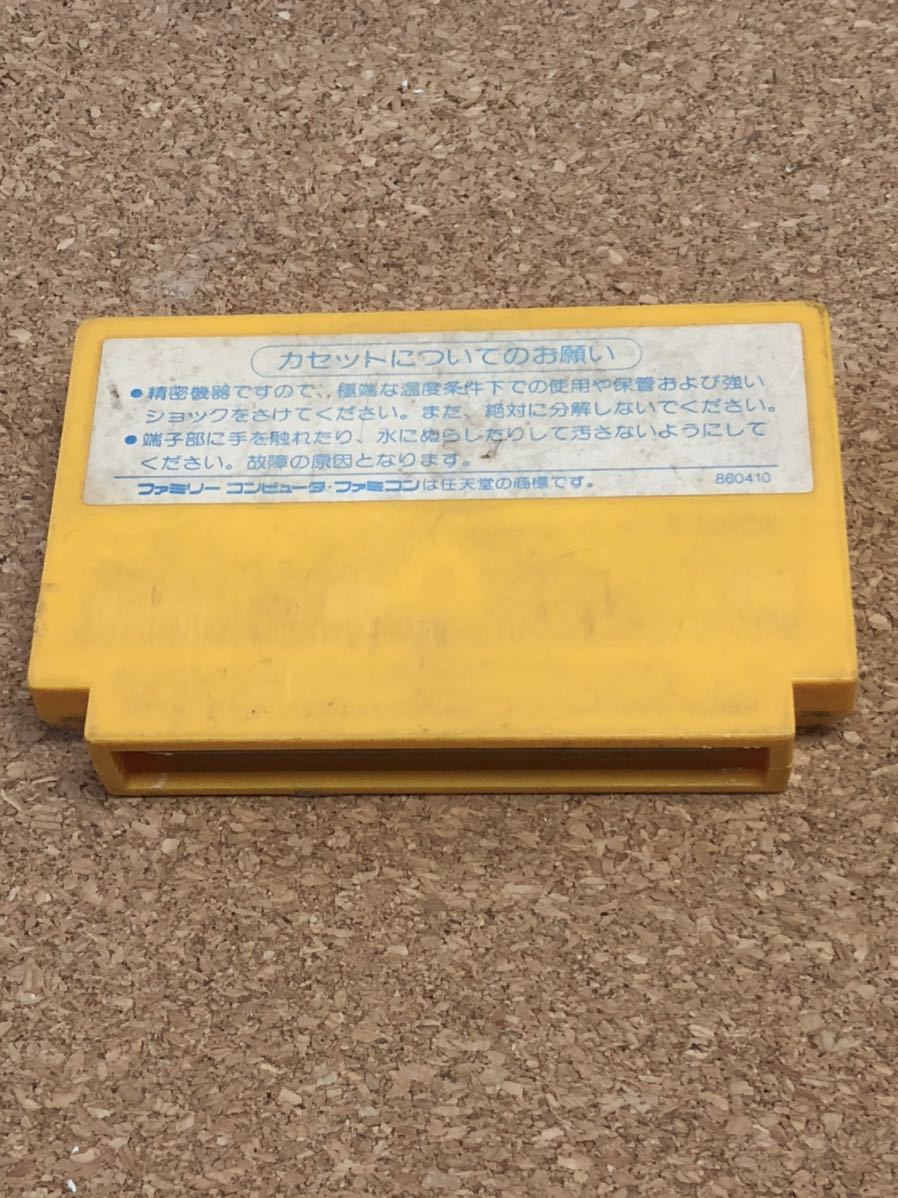 カセットについてのお願い
●精密機器ですので、極端な温度条件下での使用や保管および強い
ショックをさけてください。また、絶対に分解しないでください。
●端子部に手を触れたり、水にぬらしたりして汚さないようにして
ください。故障の原因となります。
ファミリーコンピュータ・ファミコンは任天堂の商標です。 860410